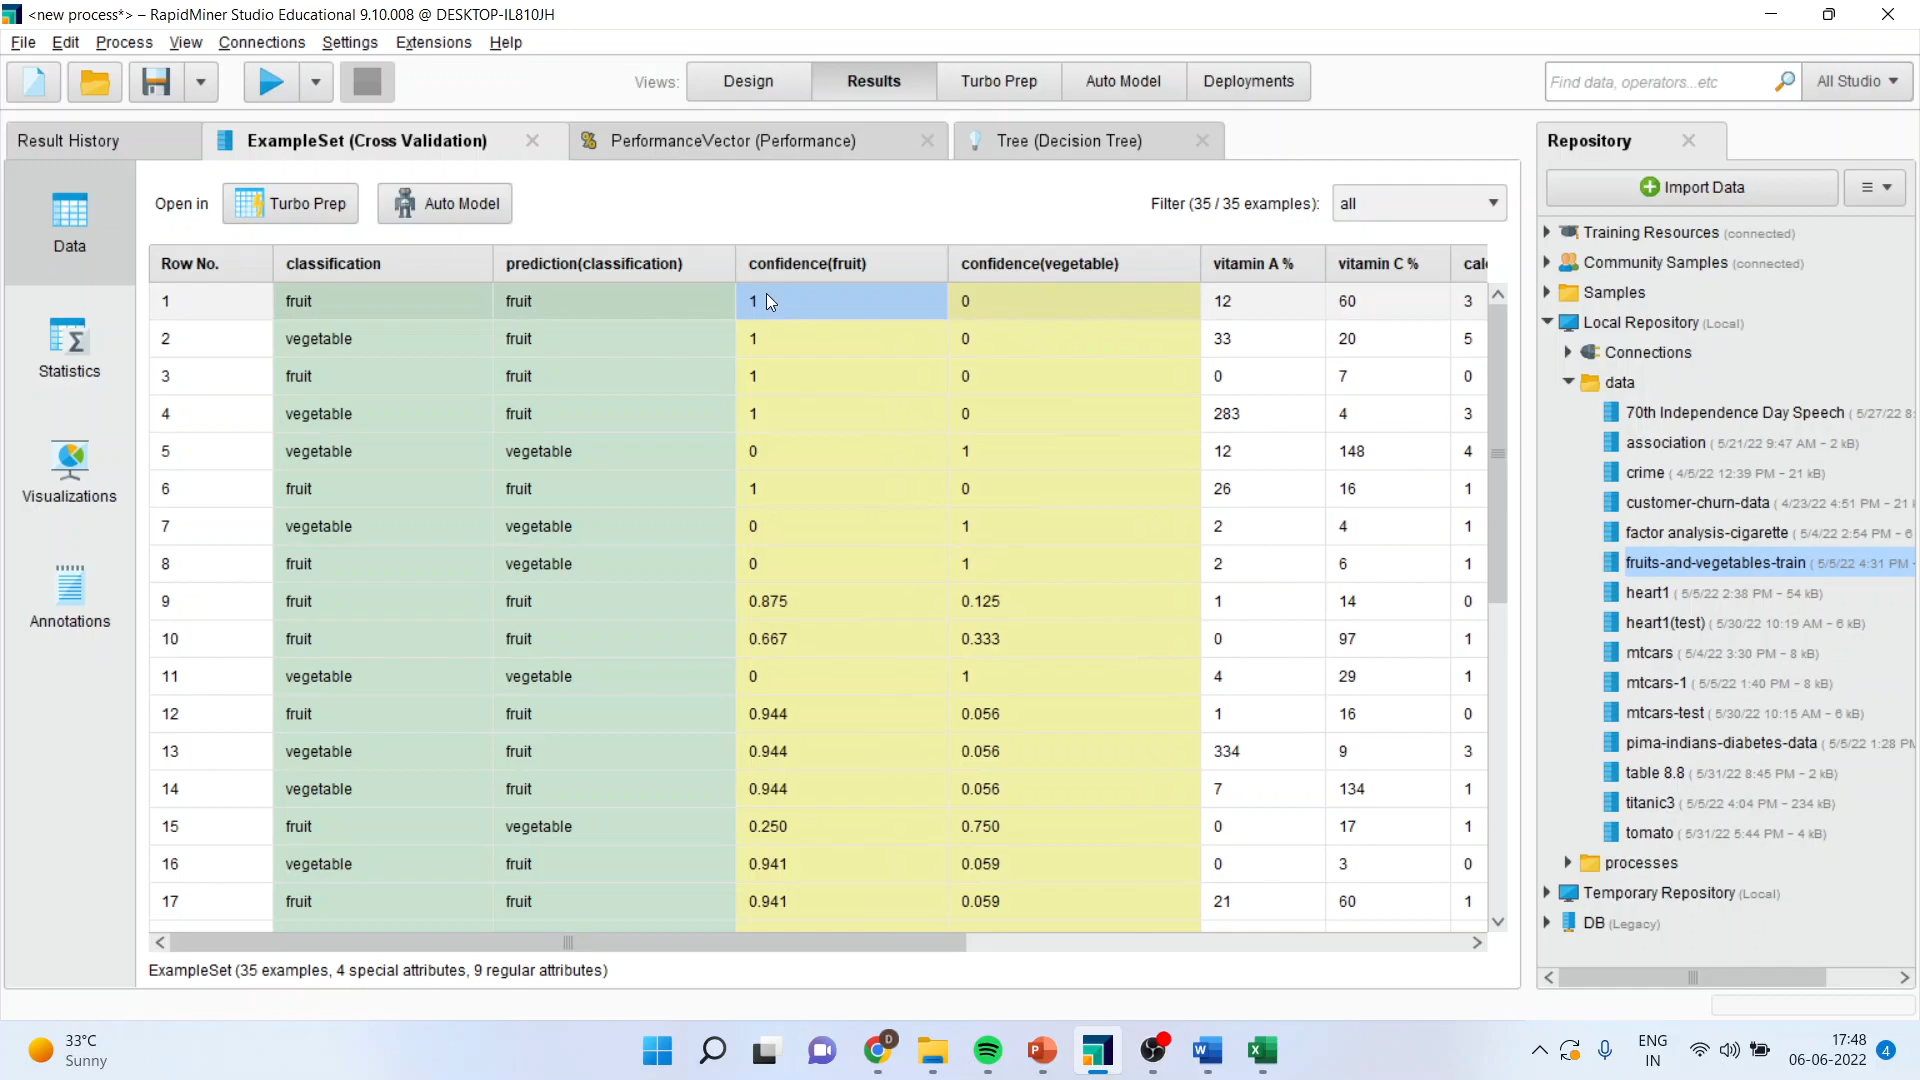 <new process*> – RapidMiner Studio Educational 9.10.008 @ DESKTOP-IL810JH
File Edit Process View Connections Settings Extensions Help
Views: Design Results Turbo Prep Auto Model Deployments
Find data, operators...etc All Studio
Result History ExampleSet (Cross Validation) PerformanceVector (Performance) Tree (Decision Tree)
Data
Statistics
Visualizations
Annotations
Open in Turbo Prep Auto Model Filter (35 / 35 examples): all
Row No. classification prediction(classification) confidence(fruit) confidence(vegetable) vitamin A % vitamin C %
1 fruit fruit 1 0 12 60 3
2 vegetable fruit 1 0 33 20 5
3 fruit fruit 1 0 0 7 0
4 vegetable fruit 1 0 283 4 3
5 vegetable vegetable 0 1 12 148 4
6 fruit fruit 1 0 26 16 1
7 vegetable vegetable 0 1 2 4 1
8 fruit vegetable 0 1 2 6 1
9 fruit fruit 0.875 0.125 1 14 0
10 fruit fruit 0.667 0.333 0 97 1
11 vegetable vegetable 0 1 4 29 1
12 fruit fruit 0.944 0.056 1 16 0
13 vegetable fruit 0.944 0.056 334 9 3
14 vegetable fruit 0.944 0.056 7 134 1
15 fruit vegetable 0.250 0.750 0 17 1
16 vegetable fruit 0.941 0.059 0 3 0
17 fruit fruit 0.941 0.059 21 60 1
ExampleSet (35 examples, 4 special attributes, 9 regular attributes)
Repository
Import Data
Training Resources (connected)
Community Samples (connected)
Samples
Local Repository (Local)
Connections
data
70th Independence Day Speech ( 5/27/22 8:
association ( 5/21/22 9:47 AM – 2 kB)
crime ( 4/5/22 12:39 PM – 21 kB)
customer-churn-data ( 4/23/22 4:51 PM – 21
factor analysis-cigarette ( 5/4/22 2:54 PM – 6
fruits-and-vegetables-train ( 5/5/22 4:31 PM –
heart1 ( 5/5/22 2:38 PM – 54 kB)
heart1(test) ( 5/30/22 10:19 AM – 6 kB)
mtcars ( 5/4/22 3:30 PM – 8 kB)
mtcars-1 ( 5/5/22 1:40 PM – 8 kB)
mtcars-test ( 5/30/22 10:15 AM – 6 kB)
pima-indians-diabetes-data ( 5/5/22 1:28 PM
table 8.8 ( 5/31/22 8:45 PM – 2 kB)
titanic3 ( 5/5/22 4:04 PM – 234 kB)
tomato ( 5/31/22 5:44 PM – 4 kB)
processes
Temporary Repository (Local)
DB (Legacy)
33°C
Sunny
ENG
IN
17:48
06-06-2022
4